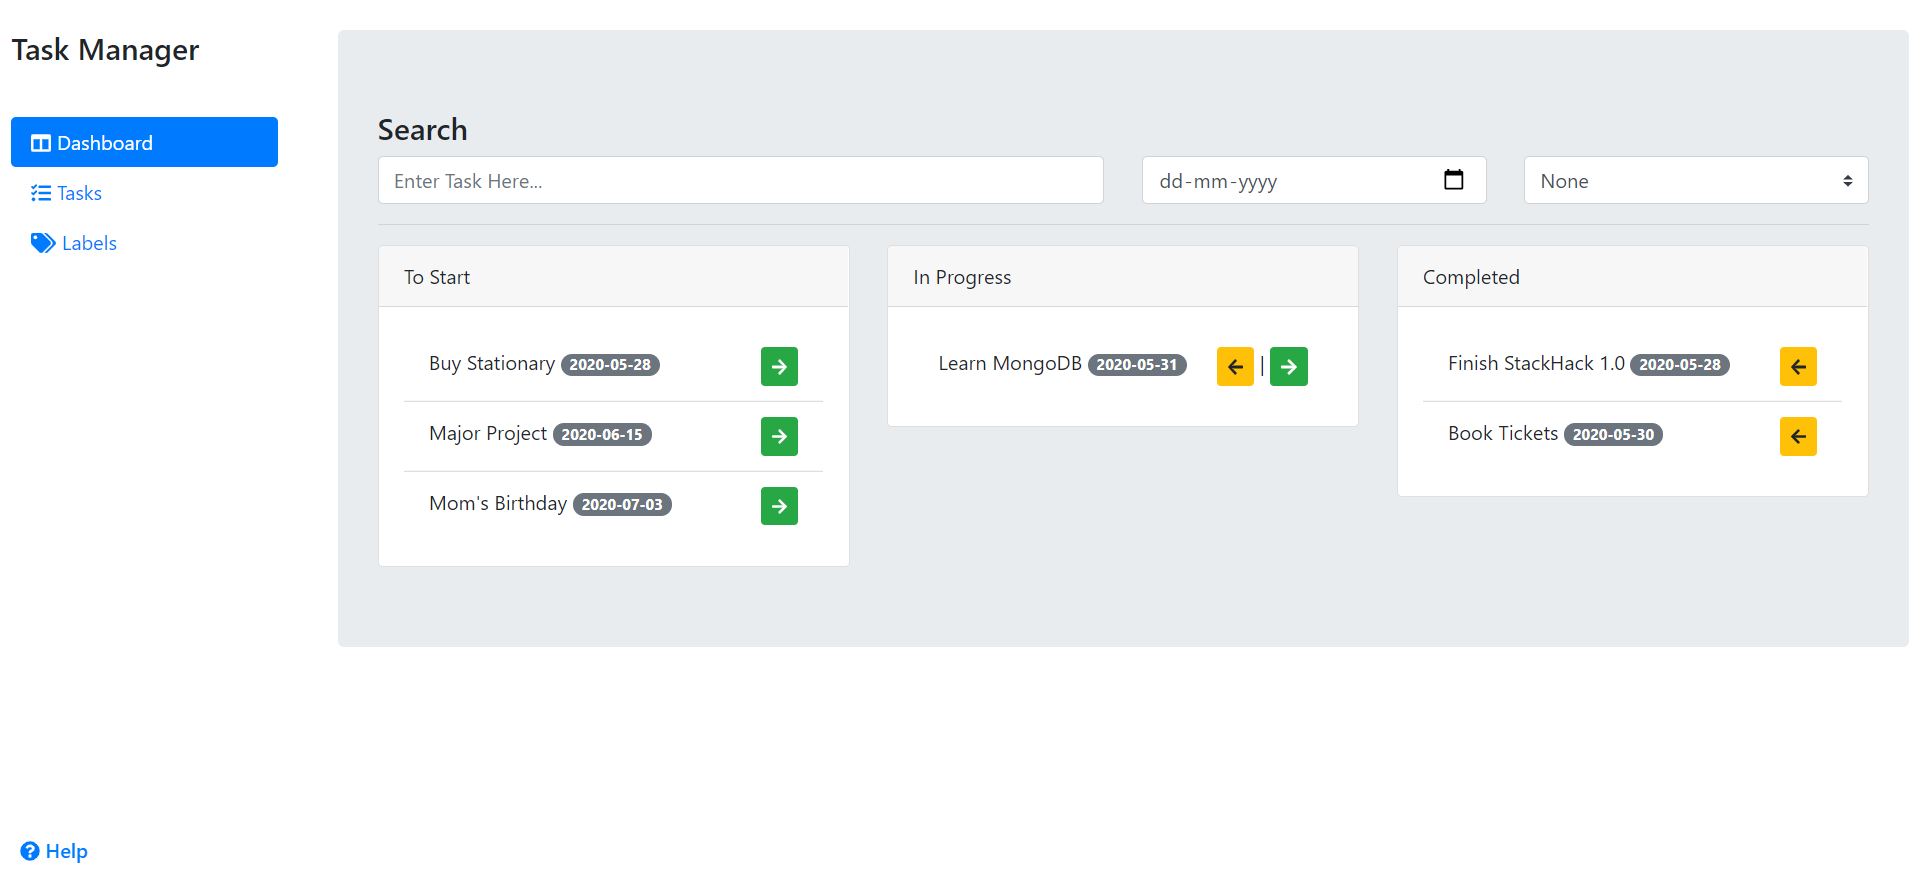 Task Manager
Dashboard
Tasks
Labels
Help
Search
Enter Task Here...
dd-mm-yyyy
None
To Start
Buy Stationary 2020-05-28
Major Project 2020-06-15
Mom's Birthday 2020-07-03
In Progress
Learn MongoDB 2020-05-31 |
Completed
Finish StackHack 1.0 2020-05-28
Book Tickets 2020-05-30